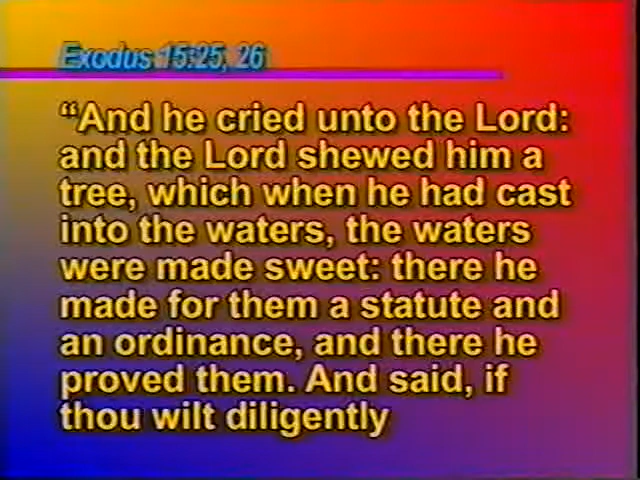 Exodus 15:25, 26
“And he cried unto the Lord:
and the Lord shewed him a
tree, which when he had cast
into the waters, the waters
were made sweet: there he
made for them a statute and
an ordinance, and there he
proved them. And said, if
thou wilt diligently